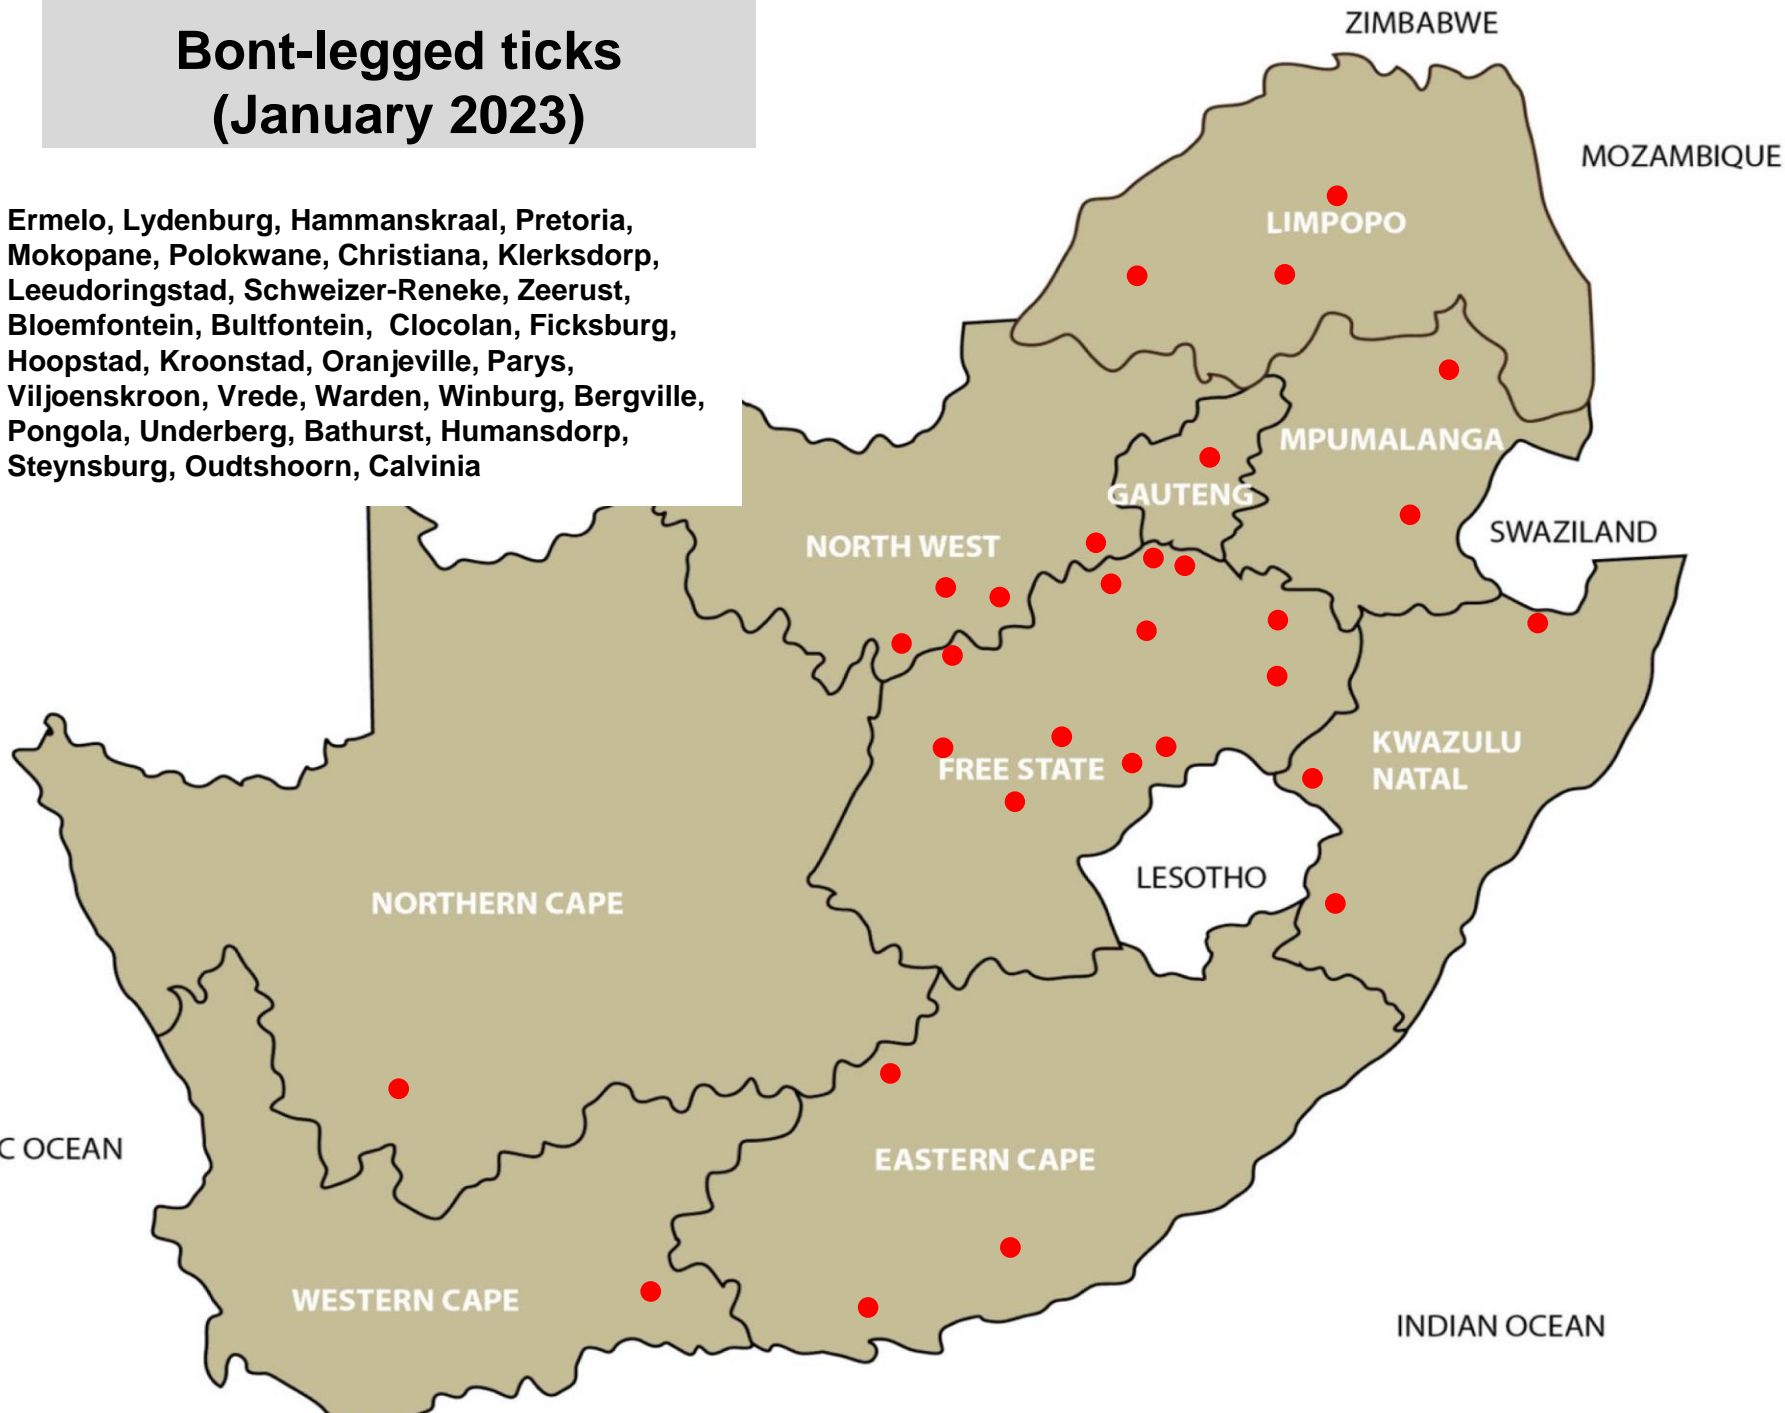 Bont-legged ticks
(January 2023)
Ermelo, Lydenburg, Hammanskraal, Pretoria,
Mokopane, Polokwane, Christiana, Klerksdorp,
Leeudoringstad, Schweizer-Reneke, Zeerust,
Bloemfontein, Bultfontein, Clocolan, Ficksburg,
Hoopstad, Kroonstad, Oranjeville, Parys,
Viljoenskroon, Vrede, Warden, Winburg, Bergville,
Pongola, Underberg, Bathurst, Humansdorp,
Steynsburg, Oudtshoorn, Calvinia
ZIMBABWE
MOZAMBIQUE
LIMPOPO
MPUMALANGA
GAUTENG
NORTH WEST
SWAZILAND
KWAZULU
NATAL
FREE STATE
LESOTHO
NORTHERN CAPE
C OCEAN
EASTERN CAPE
WESTERN CAPE
INDIAN OCEAN